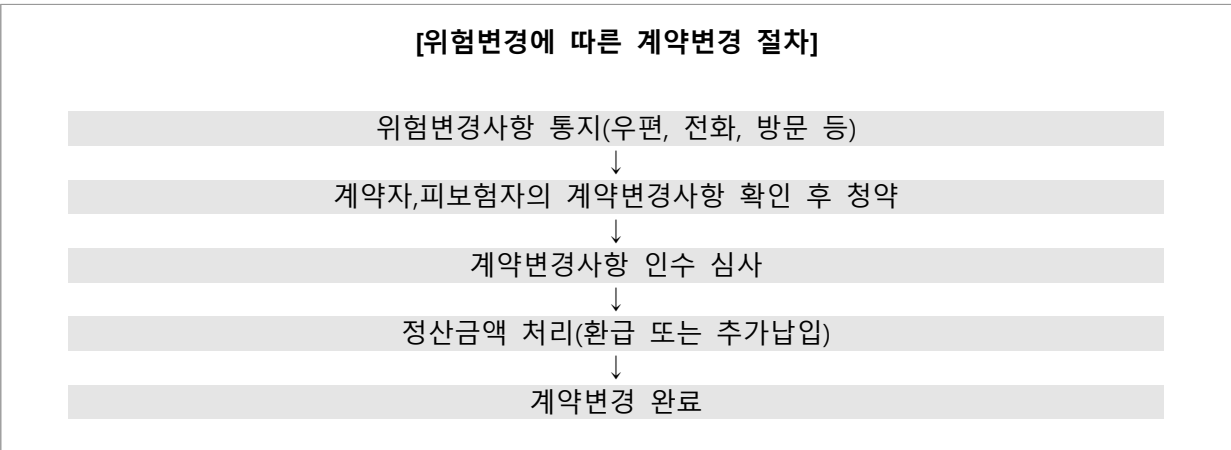 [위험변경에 따른 계약변경 절차]
위험변경사항 통지(우편, 전화, 방문 등)
↓
계약자,피보험자의 계약변경사항 확인 후 청약
↓
계약변경사항 인수 심사
↓
정산금액 처리(환급 또는 추가납입)
↓
계약변경 완료